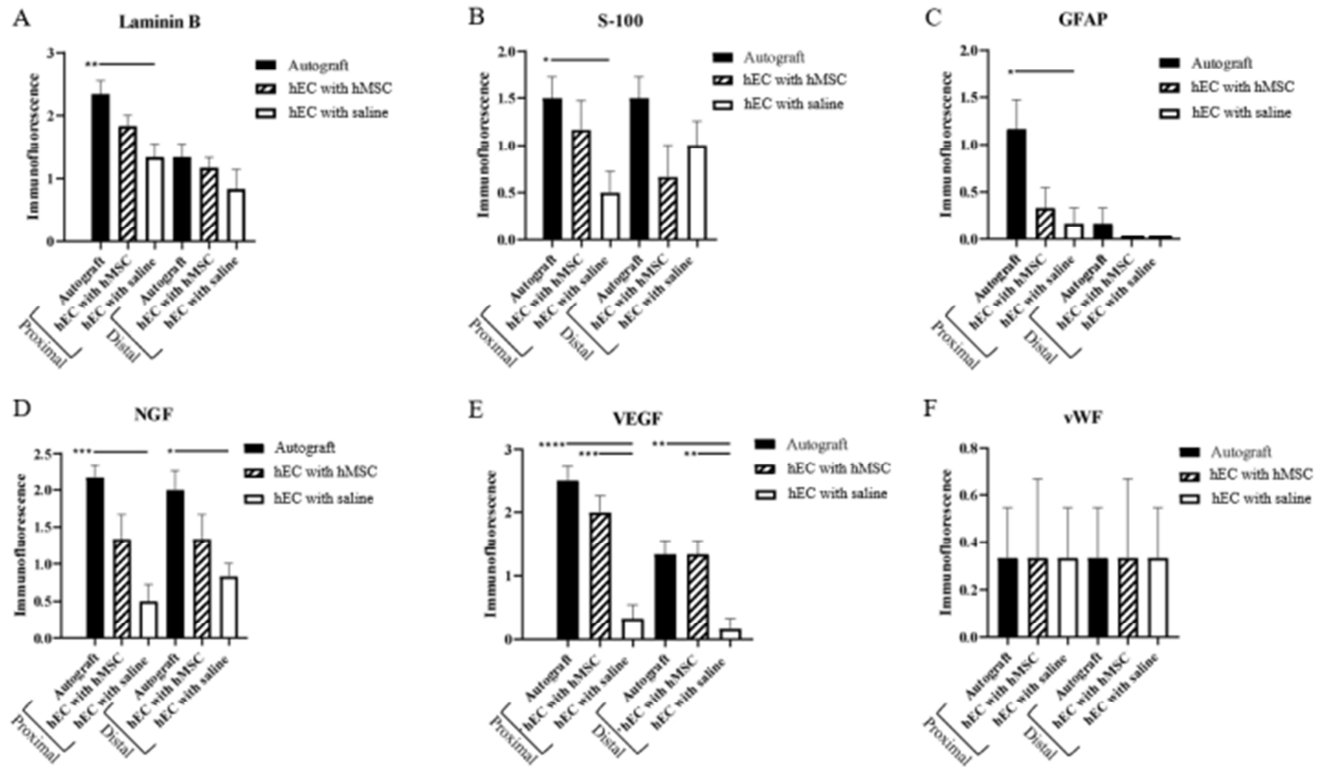 A
Laminin B
3
2
1
0
Immunofluorescence
**
Autograft
hEC with hMSC
hEC with saline
Autograft
hEC with hMSC
hEC with saline
Autograft
hEC with hMSC
hEC with saline
Proximal
Distal
B
S-100
2.0
1.5
1.0
0.5
0.0
Immunofluorescence
*
Autograft
hEC with hMSC
hEC with saline
Autograft
hEC with hMSC
hEC with saline
Autograft
hEC with hMSC
hEC with saline
Proximal
Distal
C
GFAP
2.0
1.5
1.0
0.5
0.0
Immunofluorescence
*
Autograft
hEC with hMSC
hEC with saline
Autograft
hEC with hMSC
hEC with saline
Autograft
hEC with hMSC
hEC with saline
Proximal
Distal
D
NGF
2.5
2.0
1.5
1.0
0.5
0.0
Immunofluorescence
***
*
Autograft
hEC with hMSC
hEC with saline
Autograft
hEC with hMSC
hEC with saline
Autograft
hEC with hMSC
hEC with saline
Proximal
Distal
E
VEGF
3
2
1
0
Immunofluorescence
****
***
**
**
Autograft
hEC with hMSC
hEC with saline
Autograft
hEC with hMSC
hEC with saline
Autograft
hEC with hMSC
hEC with saline
Proximal
Distal
F
vWF
0.8
0.6
0.4
0.2
0.0
Immunofluorescence
Autograft
hEC with hMSC
hEC with saline
Autograft
hEC with hMSC
hEC with saline
Autograft
hEC with hMSC
hEC with saline
Proximal
Distal